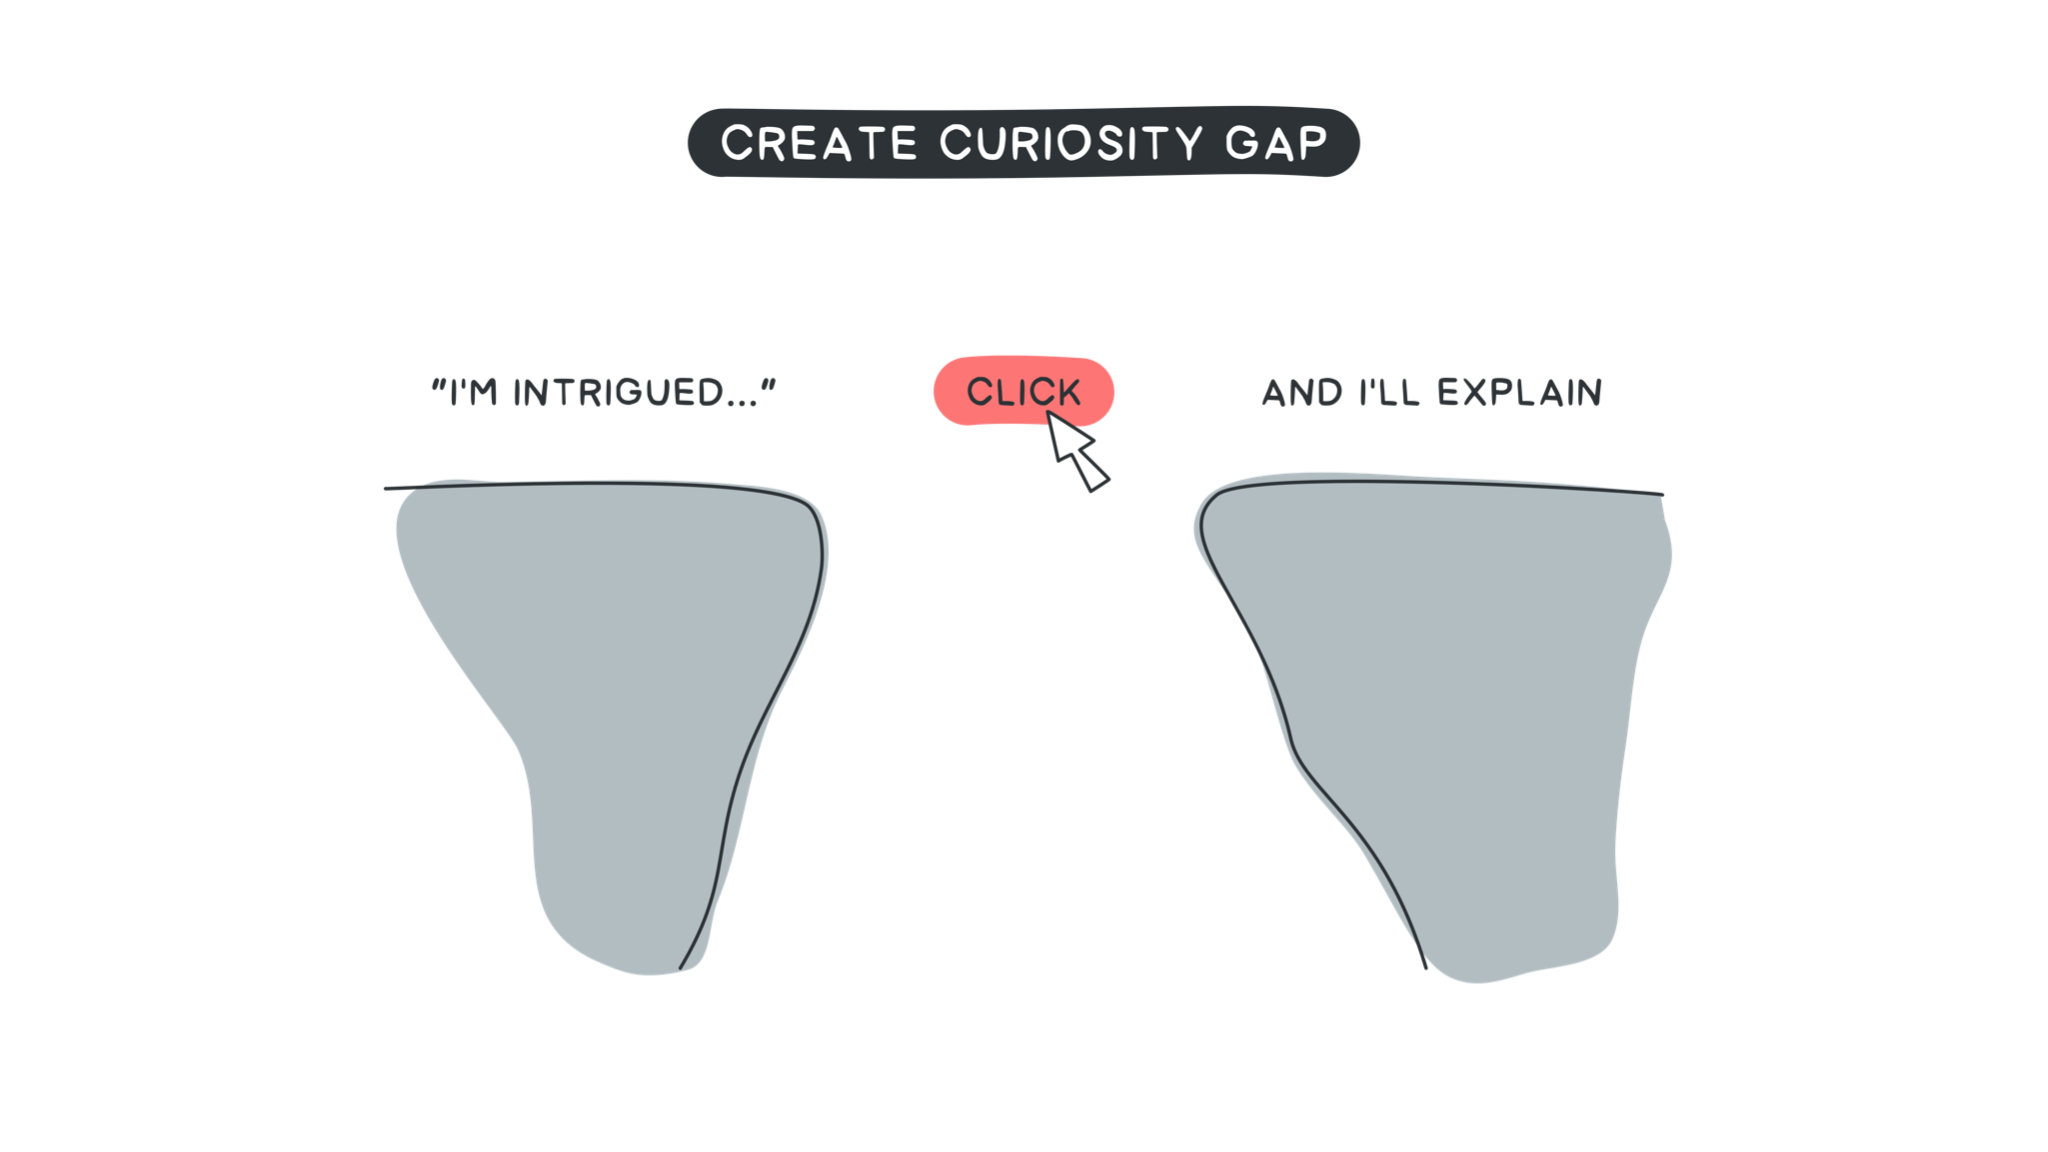 CREATE CURIOSITY GAP
"I'M INTRIGUED..."
CLICK
AND I'LL EXPLAIN